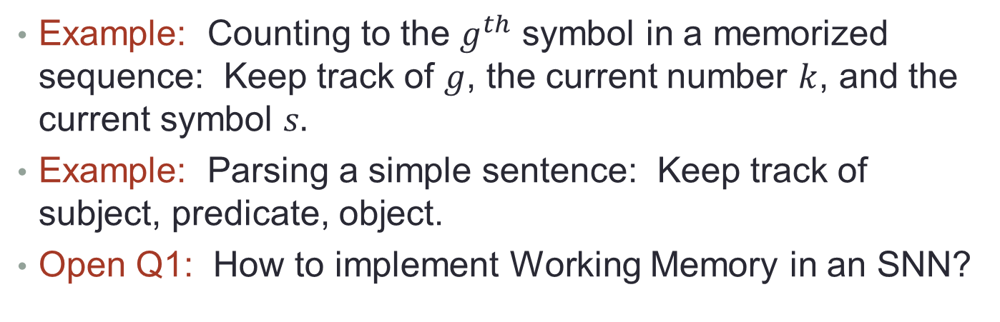 • Example: Counting to the g^{th} symbol in a memorized
sequence: Keep track of g, the current number k, and the
current symbol s.
• Example: Parsing a simple sentence: Keep track of
subject, predicate, object.
• Open Q1: How to implement Working Memory in an SNN?